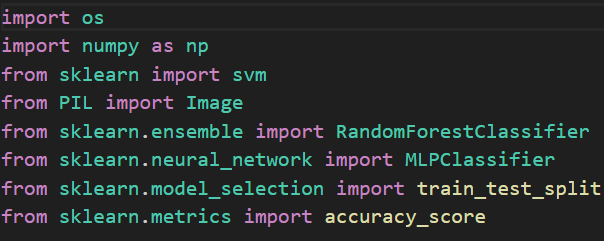 import os
import numpy as np
from sklearn import svm
from PIL import Image
from sklearn.ensemble import RandomForestClassifier
from sklearn.neural_network import MLPClassifier
from sklearn.model_selection import train_test_split
from sklearn.metrics import accuracy_score